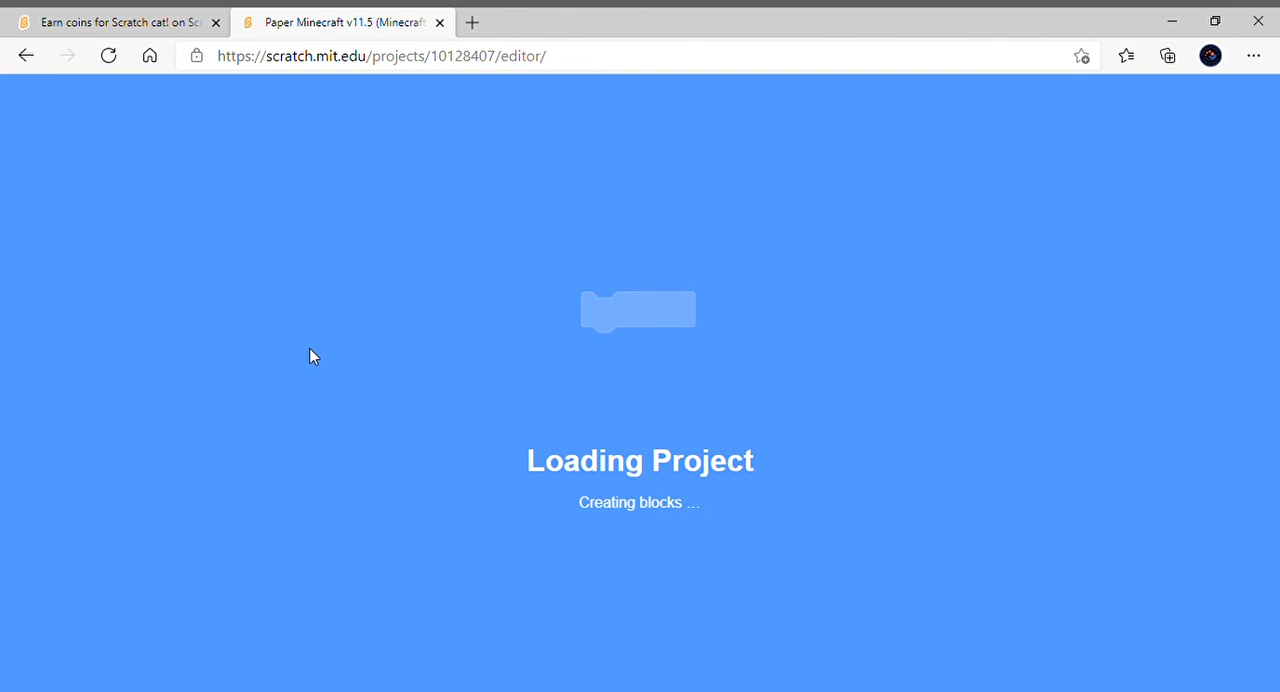 Earn coins for Scratch cat! on Scr
Paper Minecraft v11.5 (Minecraft
https://scratch.mit.edu/projects/10128407/editor/
Loading Project
Creating blocks …